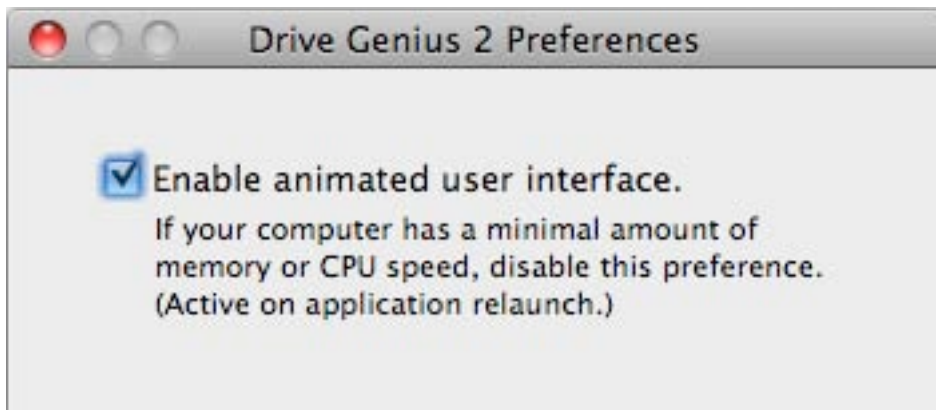 Drive Genius 2 Preferences
Enable animated user interface.
If your computer has a minimal amount of
memory or CPU speed, disable this preference.
(Active on application relaunch.)